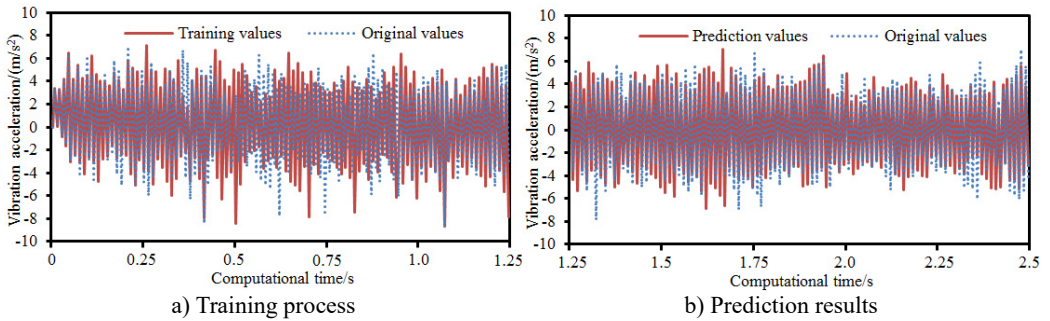 10
8
6
4
2
0
-2
-4
-6
-8
-10
Vibration acceleration/(m/s²)
Training values Original values
0 0.25 0.5 0.75 1.0 1.25
Computational time/s
a) Training process
10
8
6
4
2
0
-2
-4
-6
-8
-10
Vibration acceleration/(m/s²)
Prediction values Original values
1.25 1.5 1.75 2.0 2.25 2.5
Computational time/s
b) Prediction results